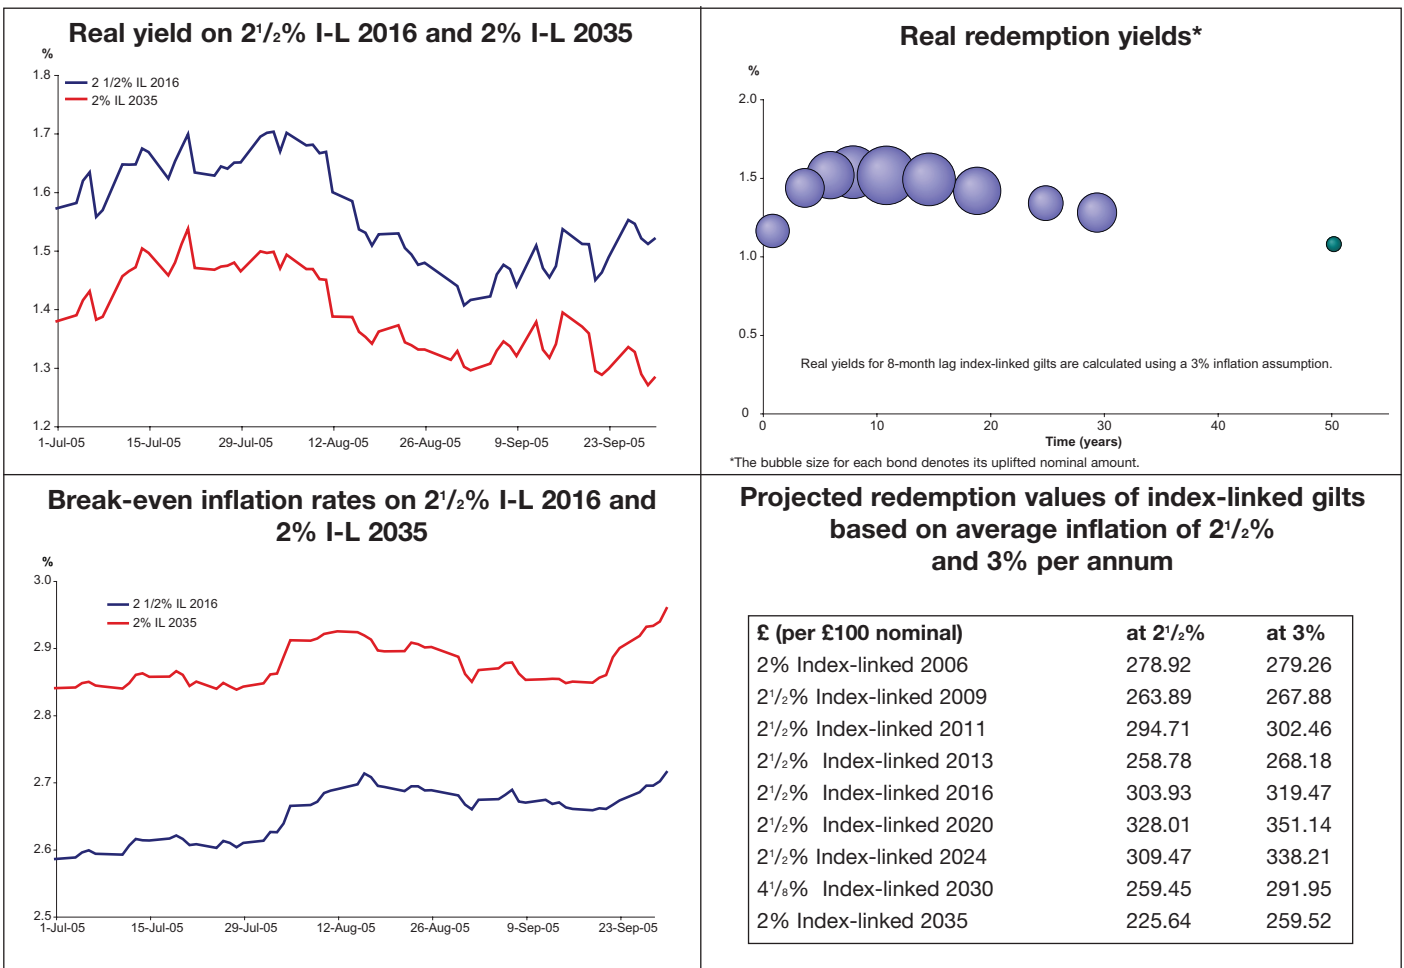 Real yield on 2¹/₂% I-L 2016 and 2% I-L 2035
%
1.8
2 1/2% IL 2016
2% IL 2035
1.7
1.6
1.5
1.4
1.3
1.2
1-Jul-05 15-Jul-05 29-Jul-05 12-Aug-05 26-Aug-05 9-Sep-05 23-Sep-05
Real redemption yields*
%
2.0
1.5
1.0
0.5
Real yields for 8-month lag index-linked gilts are calculated using a 3% inflation assumption.
0
0 10 20 30 40 50
Time (years)
*The bubble size for each bond denotes its uplifted nominal amount.
Break-even inflation rates on 2¹/₂% I-L 2016 and
2% I-L 2035
%
3.0
2 1/2% IL 2016
2% IL 2035
2.9
2.8
2.7
2.6
2.5
1-Jul-05 15-Jul-05 29-Jul-05 12-Aug-05 26-Aug-05 9-Sep-05 23-Sep-05
Projected redemption values of index-linked gilts
based on average inflation of 2¹/₂%
and 3% per annum
£ (per £100 nominal) at 2¹/₂% at 3%
2% Index-linked 2006 278.92 279.26
2¹/₂% Index-linked 2009 263.89 267.88
2¹/₂% Index-linked 2011 294.71 302.46
2¹/₂% Index-linked 2013 258.78 268.18
2¹/₂% Index-linked 2016 303.93 319.47
2¹/₂% Index-linked 2020 328.01 351.14
2¹/₂% Index-linked 2024 309.47 338.21
4¹/₈% Index-linked 2030 259.45 291.95
2% Index-linked 2035 225.64 259.52